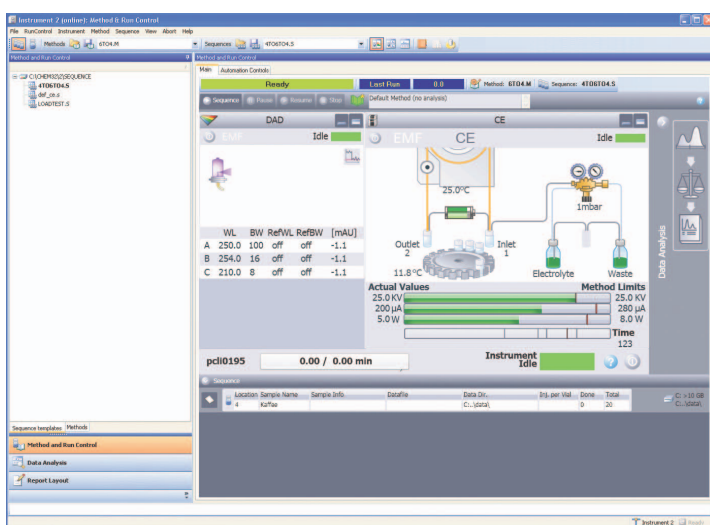 Instrument 2 (online): Method & Run Control
File RunControl Instrument Method Sequence View Abort Help
Methods 6TO4.M Sequences 4TO6TO4.S
Method and Run Control
Method and Run Control
C:\CHEM32\2\SEQUENCE
4TO6TO4.S
def_ce.s
LOADTEST.S
Main Automation Controls
Ready Last Run 0.0 Method: 6TO4.M Sequence: 4TO6TO4.S
Sequence Pause Resume Stop Default Method (no analysis)
DAD CE
EMF Idle EMF CE Idle
25.0°C
1mbar
WL BW RefWL RefBW [mAU]
A 250.0 100 off off -1.1
B 254.0 16 off off -1.1
C 210.0 8 off off -1.1
Outlet 2
Inlet 1
11.8°C Electrolyte Waste
Data Analysis
Actual Values Method Limits
25.0 KV 25.0 KV
200 µA 280 µA
5.0 W 8.0 W
Time
123
pcli0195 0.00 / 0.00 min Instrument Idle
Sequence
Location Sample Name Sample Info Datafile Data Dir. Inj. per Vial Done Total
4 Kaffee C:..\data\ 0 20
C: >10 GB
C:..\data\
Sequence templates Methods
Method and Run Control
Data Analysis
Report Layout
Instrument 2 Ready